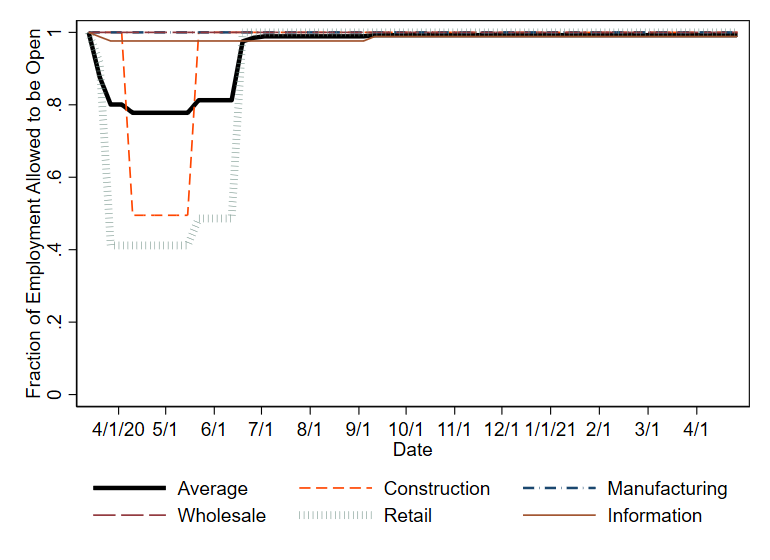 Fraction of Employment Allowed to be Open
1
.8
.6
.4
.2
0
4/1/20 5/1 6/1 7/1 8/1 9/1 10/1 11/1 12/1 1/1/21 2/1 3/1 4/1
Date
Average Construction Manufacturing
Wholesale Retail Information